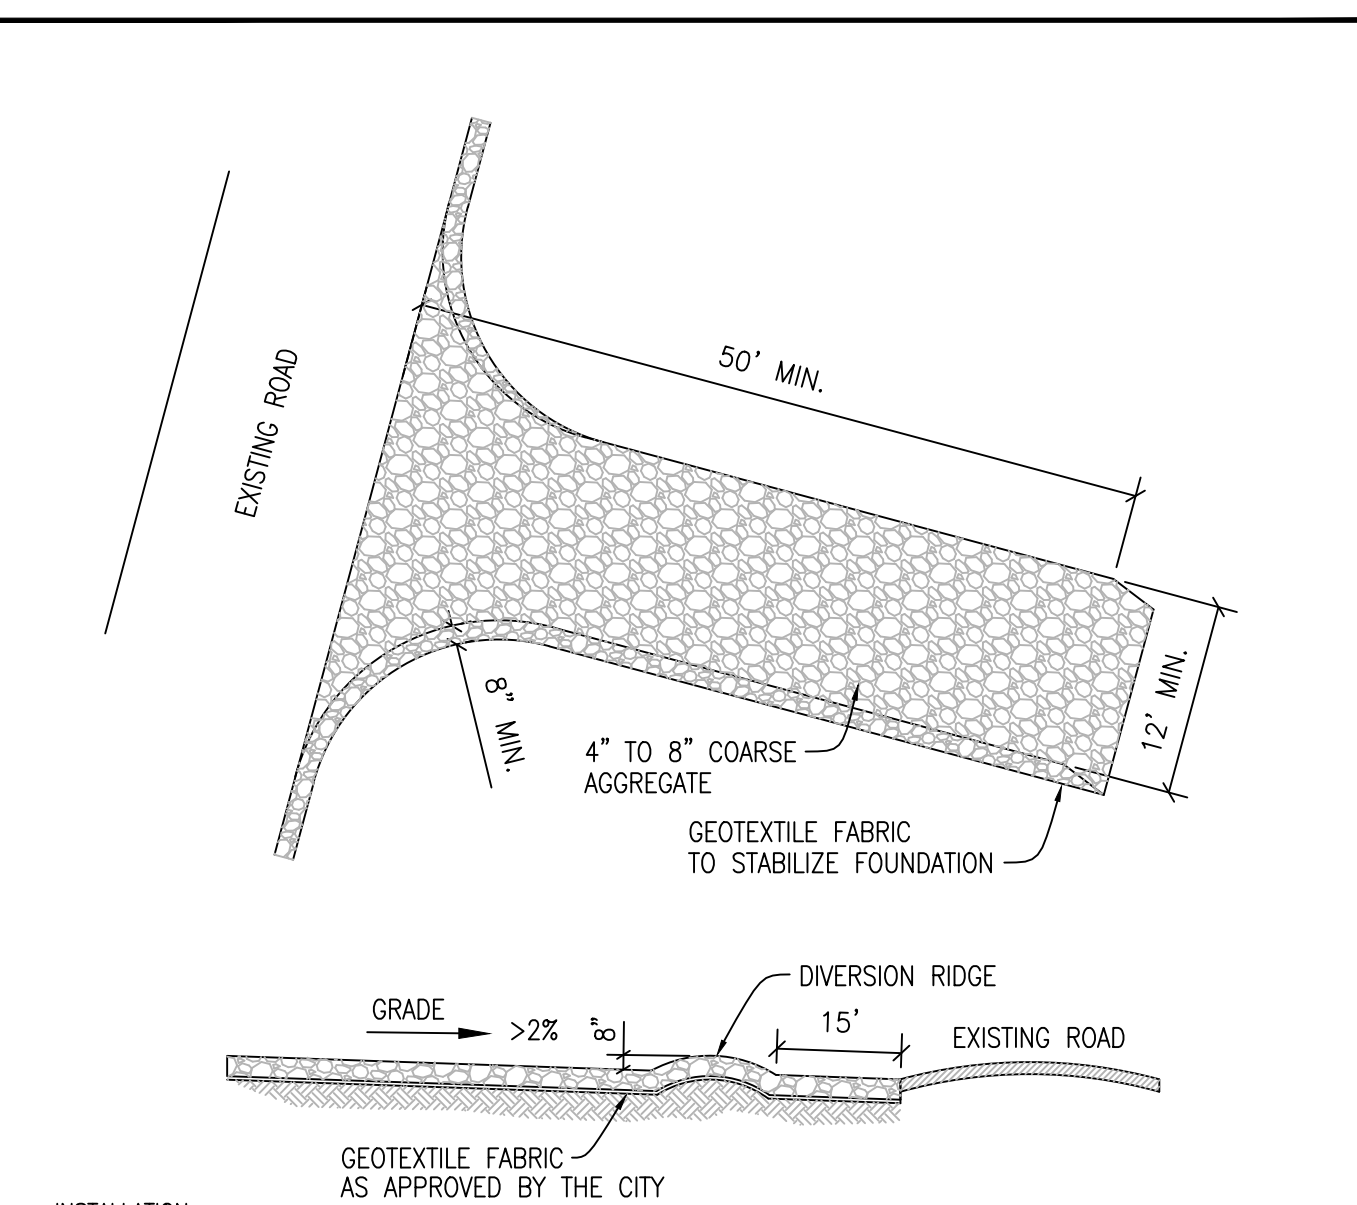 50' MIN.
EXISTING ROAD
8" MIN.
12' MIN.
4" TO 8" COARSE
AGGREGATE
GEOTEXTILE FABRIC
TO STABILIZE FOUNDATION
DIVERSION RIDGE
GRADE
>2%
8"
15'
EXISTING ROAD
GEOTEXTILE FABRIC
AS APPROVED BY THE CITY